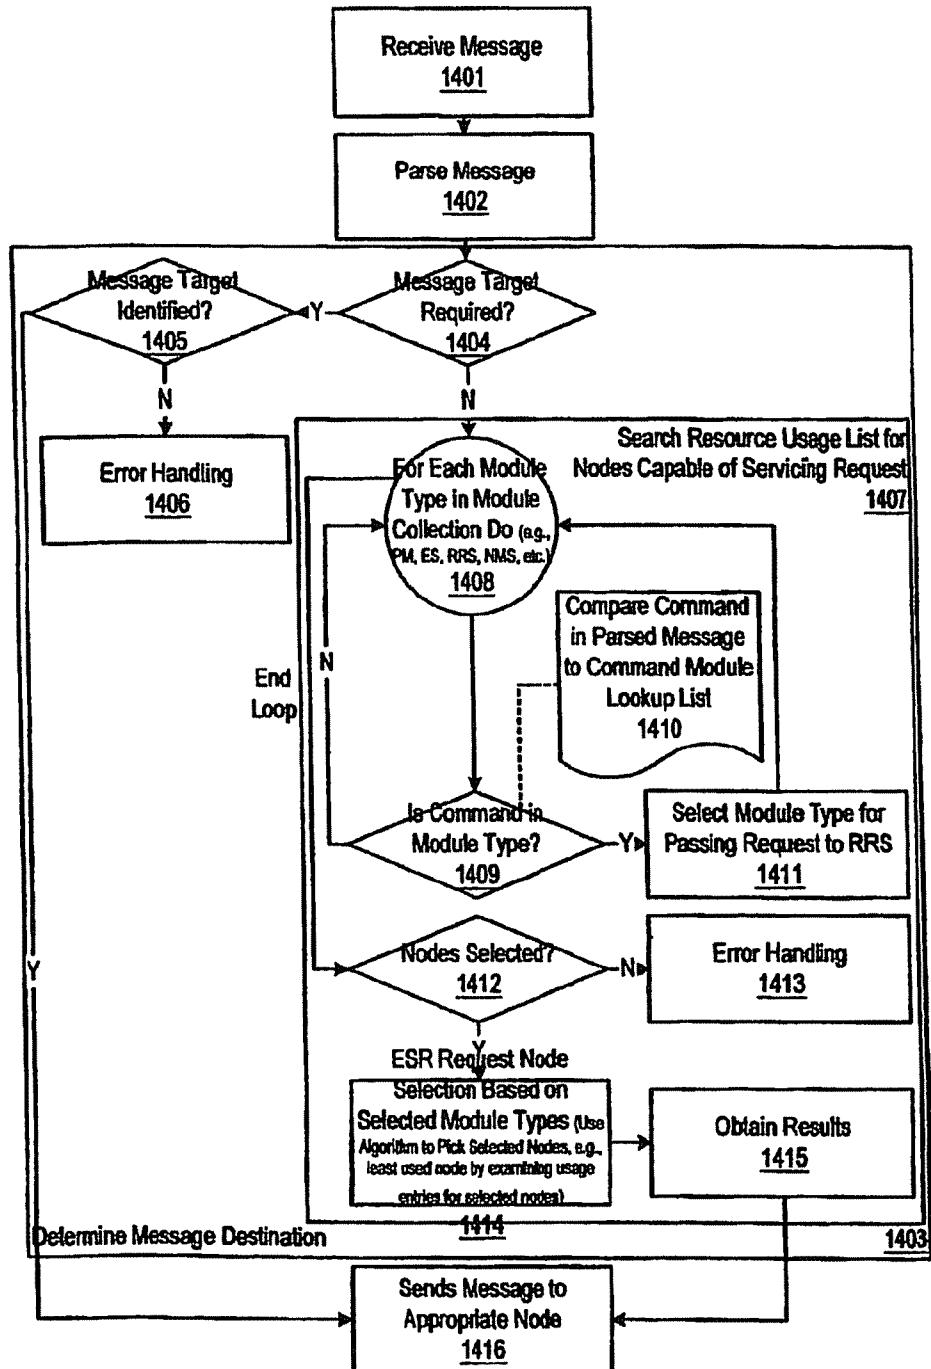 Receive Message
1401
Parse Message
1402
Message Target
Required?
1404
Y
Message Target
Identified?
1405
N
N
Error Handling
1406
Search Resource Usage List for
Nodes Capable of Servicing Request
1407
For Each Module
Type in Module
Collection Do (e.g.,
PM, ES, RRS, NMS, etc.)
1408
Compare Command
in Parsed Message
to Command Module
Lookup List
1410
N
End
Loop
Is Command in
Module Type?
1409
Y
Select Module Type for
Passing Request to RRS
1411
Nodes Selected?
1412
N
Error Handling
1413
Y
Y
ESR Request Node
Selection Based on
Selected Module Types (Use
Algorithm to Pick Selected Nodes, e.g.,
least used node by examining usage
entries for selected nodes)
1414
Obtain Results
1415
Determine Message Destination
1403
Sends Message to
Appropriate Node
1416